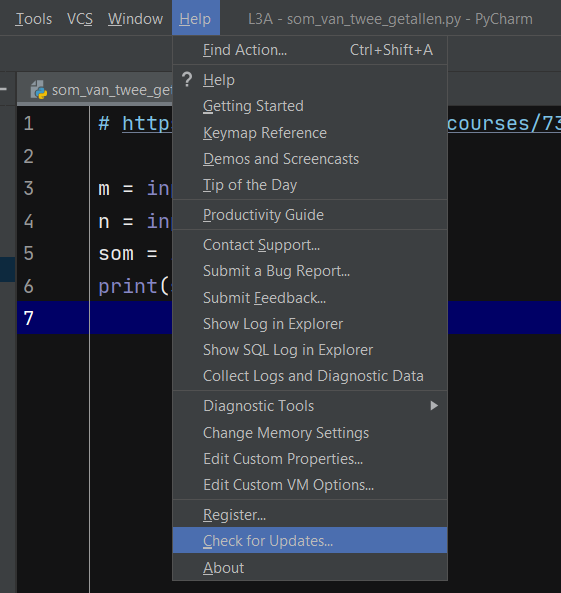 Tools VCS Window Help L3A - som_van_twee_getallen.py - PyCharm
Find Action... Ctrl+Shift+A
som_van_twee_get
? Help
Getting Started
1 # http courses/73
Keymap Reference
2
Demos and Screencasts
3 m = inp
Tip of the Day
4 n = inp
Productivity Guide
5 som =
Contact Support...
Submit a Bug Report...
6 print(
Submit Feedback...
7
Show Log in Explorer
Show SQL Log in Explorer
Collect Logs and Diagnostic Data
Diagnostic Tools
Change Memory Settings
Edit Custom Properties...
Edit Custom VM Options...
Register...
Check for Updates...
About